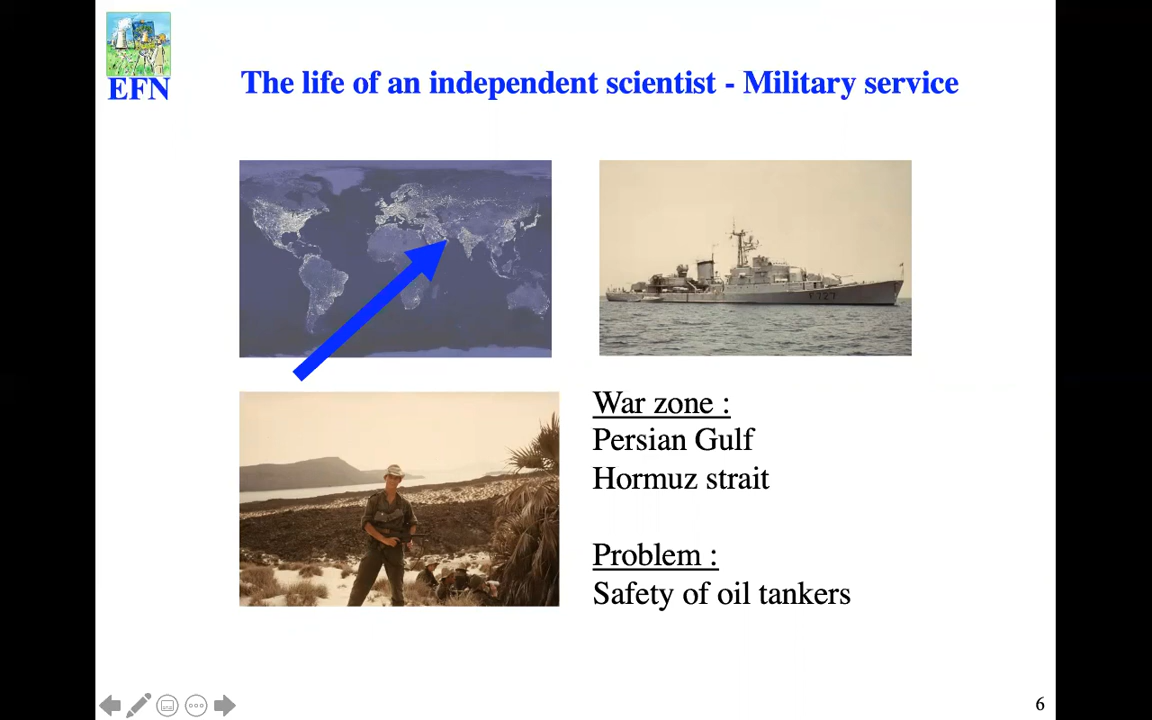 EFN
The life of an independent scientist - Military service
F727
War zone :
Persian Gulf
Hormuz strait
Problem :
Safety of oil tankers
6